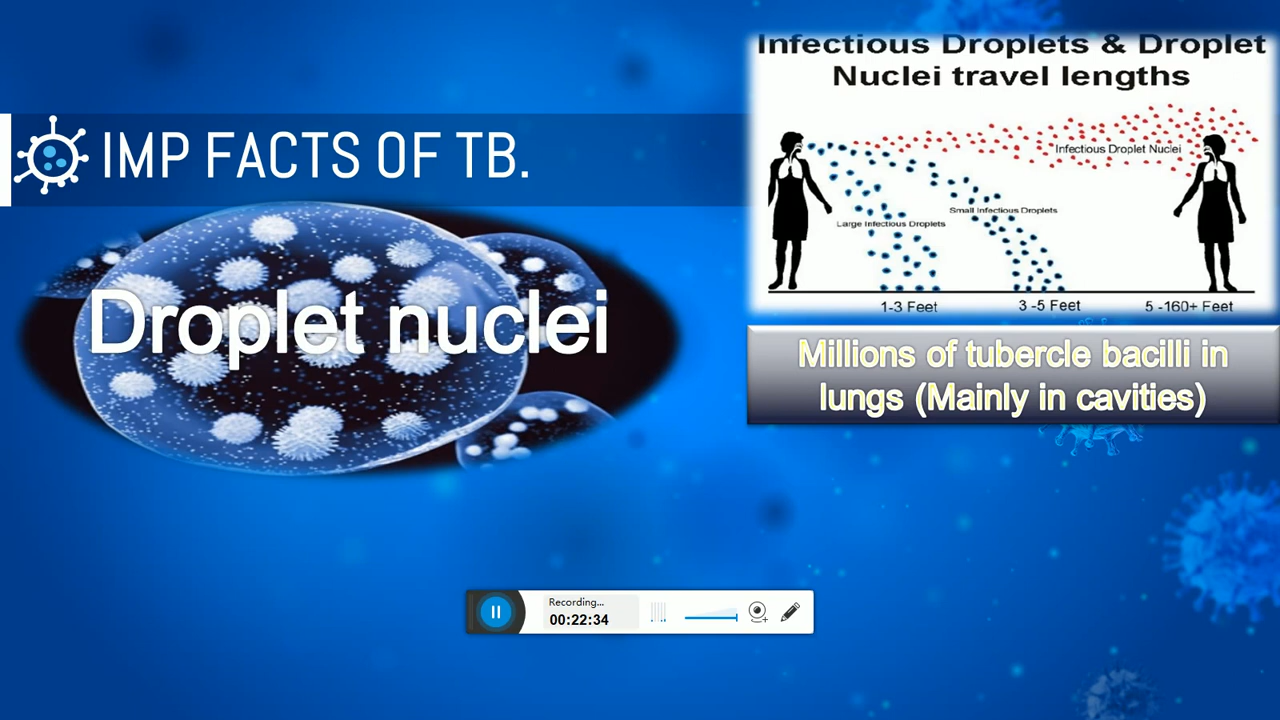 IMP FACTS OF TB.
Droplet nuclei
Infectious Droplets & Droplet
Nuclei travel lengths
Infectious Droplet Nuclei
Small Infectious Droplets
Large Infectious Droplets
1-3 Feet
3 -5 Feet
5 -160+ Feet
Millions of tubercle bacilli in
lungs (Mainly in cavities)
Recording...
00:22:34